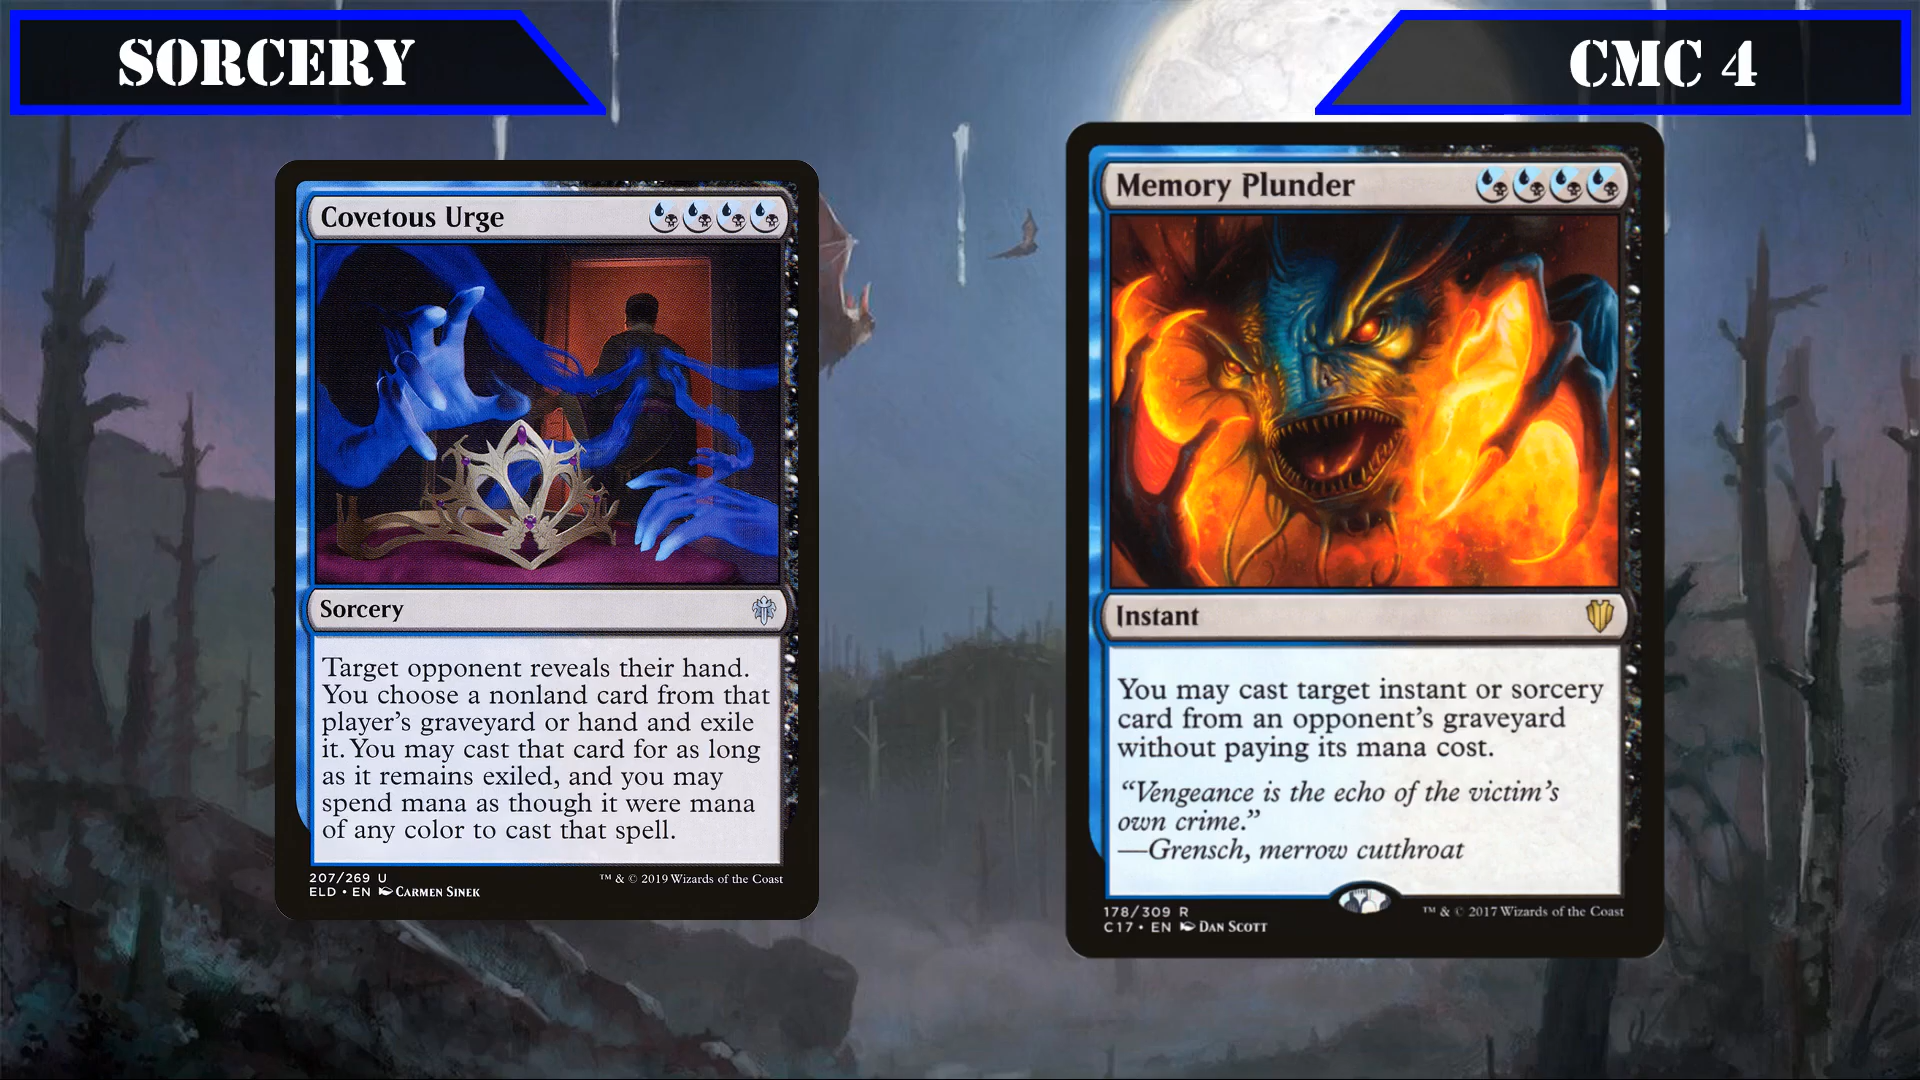 SORCERY
CMC 4
Covetous Urge
Sorcery
Target opponent reveals their hand.
You choose a nonland card from that
player's graveyard or hand and exile
it. You may cast that card for as long
as it remains exiled, and you may
spend mana as though it were mana
of any color to cast that spell.
207/269 U
ELD • EN CARMEN SINEK
™ & © 2019 Wizards of the Coast
Memory Plunder
Instant
You may cast target instant or sorcery
card from an opponent's graveyard
without paying its mana cost.
“Vengeance is the echo of the victim's
own crime.”
—Grensch, merrow cutthroat
178/309 R
C17 • EN DAN SCOTT
™ & © 2017 Wizards of the Coast